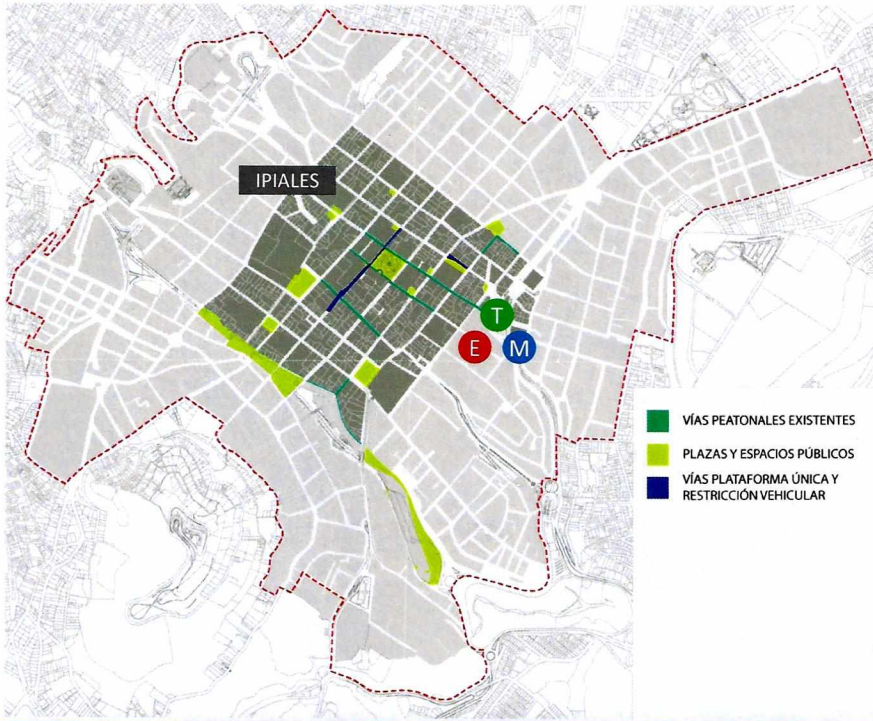 IPIALES
T
E
M
VÍAS PEATONALES EXISTENTES
PLAZAS Y ESPACIOS PÚBLICOS
VÍAS PLATAFORMA ÚNICA Y
RESTRICCIÓN VEHICULAR